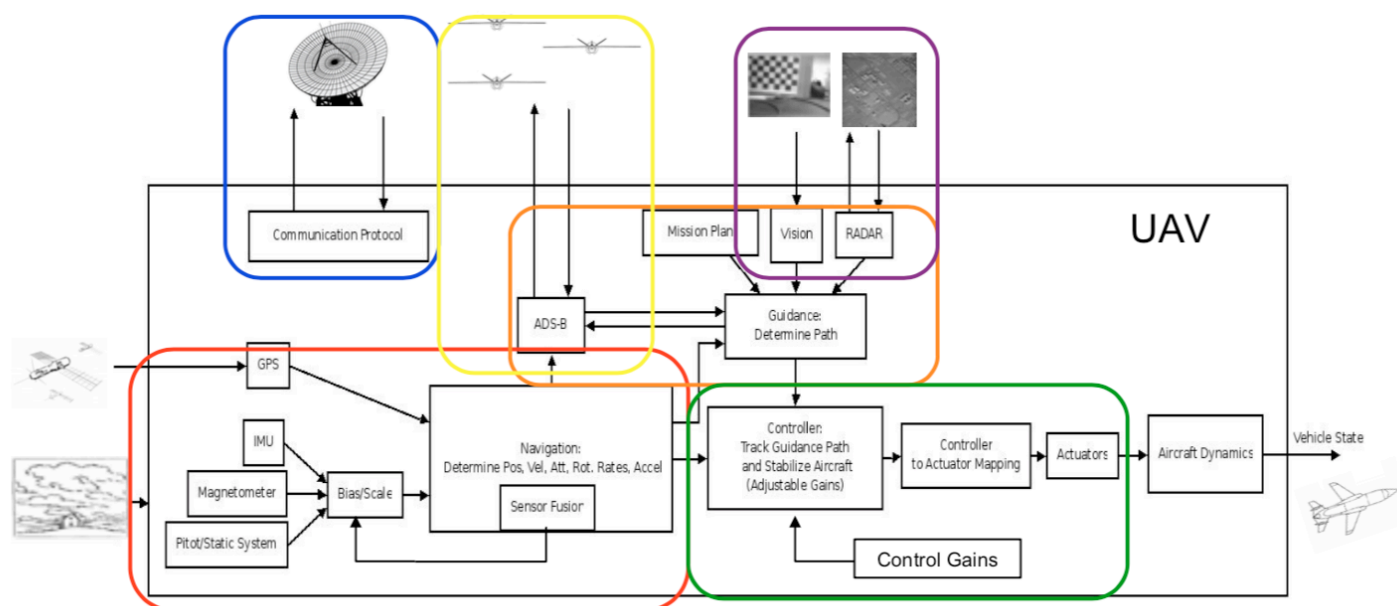 UAV
Communication Protocol
Mission Plan
Vision
RADAR
ADS-B
Guidance:
Determine Path
GPS
IMU
Magnetometer
Pitot/Static System
Bias/Scale
Navigation:
Determine Pos, Vel, Att, Rot. Rates, Accel
Sensor Fusion
Controller:
Track Guidance Path
and Stabilize Aircraft
(Adjustable Gains)
Controller
to Actuator Mapping
Actuators
Aircraft Dynamics
Vehicle State
Control Gains